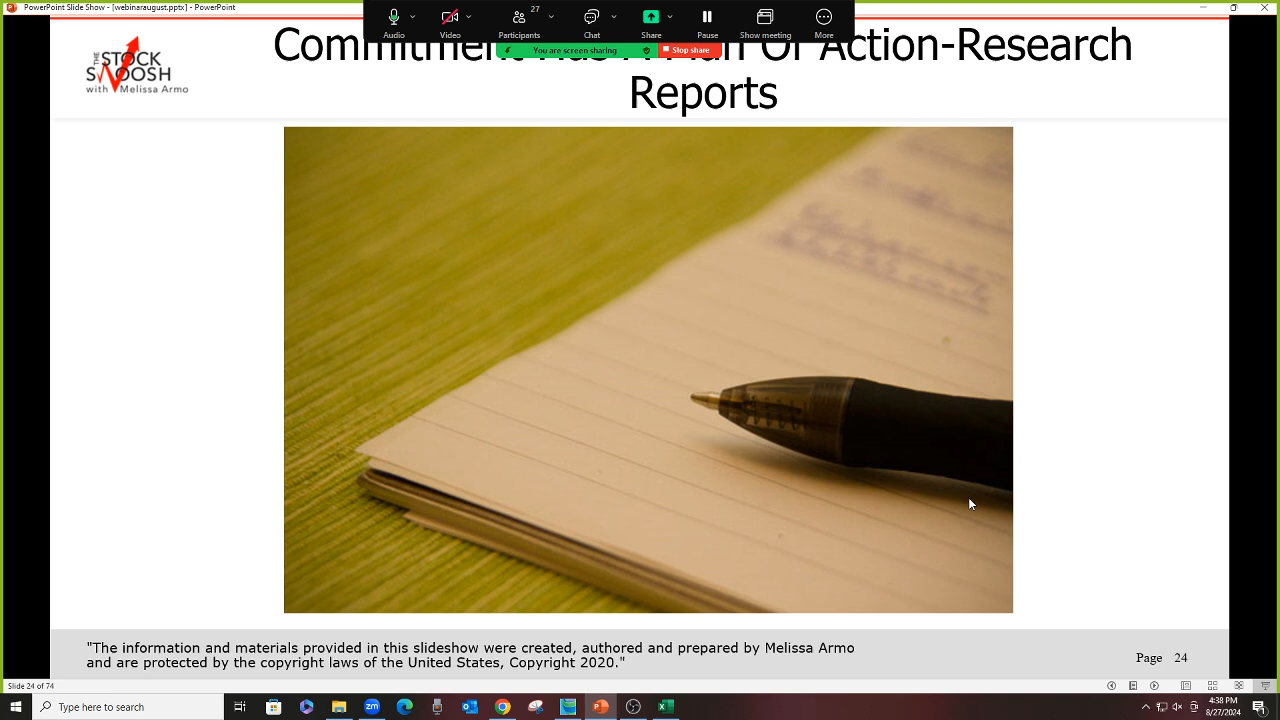 PowerPoint Slide Show - [webinaraugust.pptx] - PowerPoint
27
Audio
Video
Participants
Chat
Share
Pause
Show meeting
More
You are screen sharing
Stop share
THE
STOCK
SWOOSH
with Melissa Armo
Commitment Has A Plan Of Action-Research
Reports
"The information and materials provided in this slideshow were created, authored and prepared by Melissa Armo
and are protected by the copyright laws of the United States, Copyright 2020."
Page 24
Slide 24 of 74
Type here to search
4:38 PM
8/27/2024